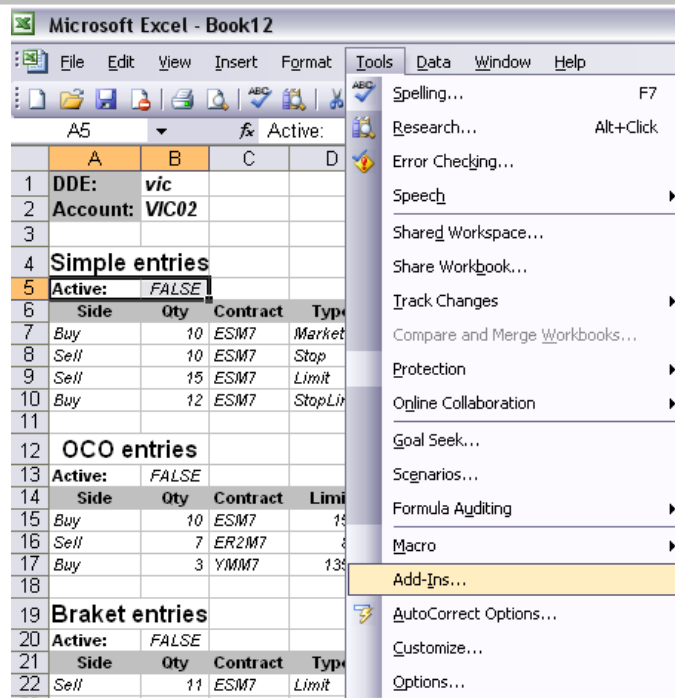 Microsoft Excel - Book12
File Edit View Insert Format Tools Data Window Help
A5 fx Active:
A B C D
1 DDE: vic
2 Account: VIC02
3
4 Simple entries
5 Active: FALSE
6 Side Qty Contract Type
7 Buy 10 ESM7 Market
8 Sell 10 ESM7 Stop
9 Sell 15 ESM7 Limit
10 Buy 12 ESM7 StopLi
11
12 OCO entries
13 Active: FALSE
14 Side Qty Contract Limi
15 Buy 10 ESM7
16 Sell 7 ER2M7
17 Buy 3 YMM7 135
18
19 Braket entries
20 Active: FALSE
21 Side Qty Contract Type
22 Sell 11 ESM7 Limit
Spelling... F7
Research... Alt+Click
Error Checking...
Speech
Shared Workspace...
Share Workbook...
Track Changes
Compare and Merge Workbooks...
Protection
Online Collaboration
Goal Seek...
Scenarios...
Formula Auditing
Macro
Add-Ins...
AutoCorrect Options...
Customize...
Options...